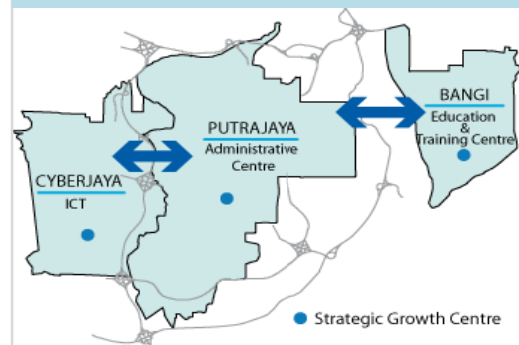 BANGI
Education
&
Training Centre
PUTRAJAYA
Administrative
Centre
CYBERJAYA
ICT
Strategic Growth Centre